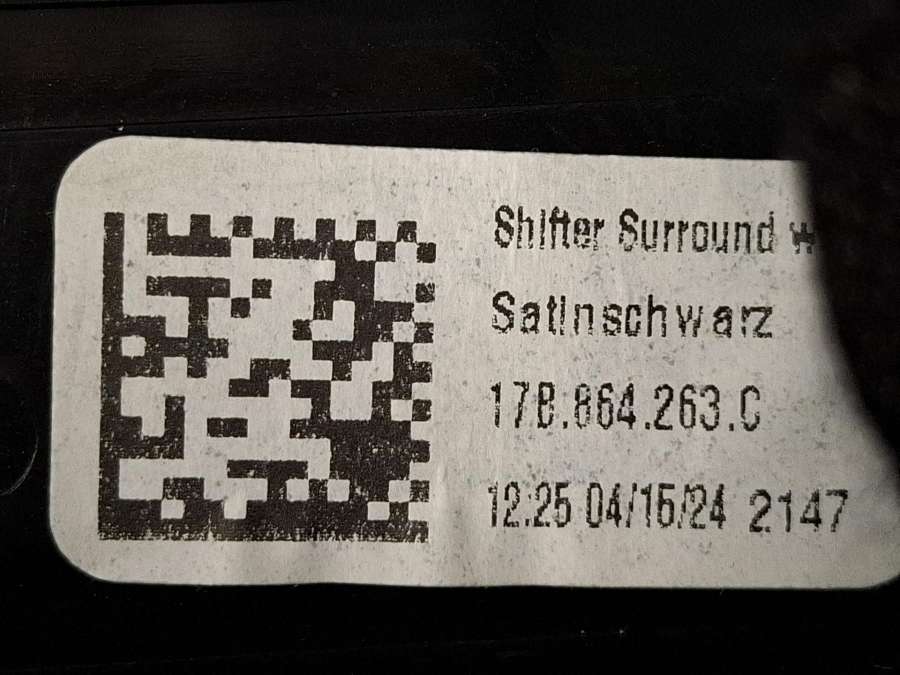 Shifter Surround
Satinschwarz
17B.864.263.C
12:25 04/15/24 2147